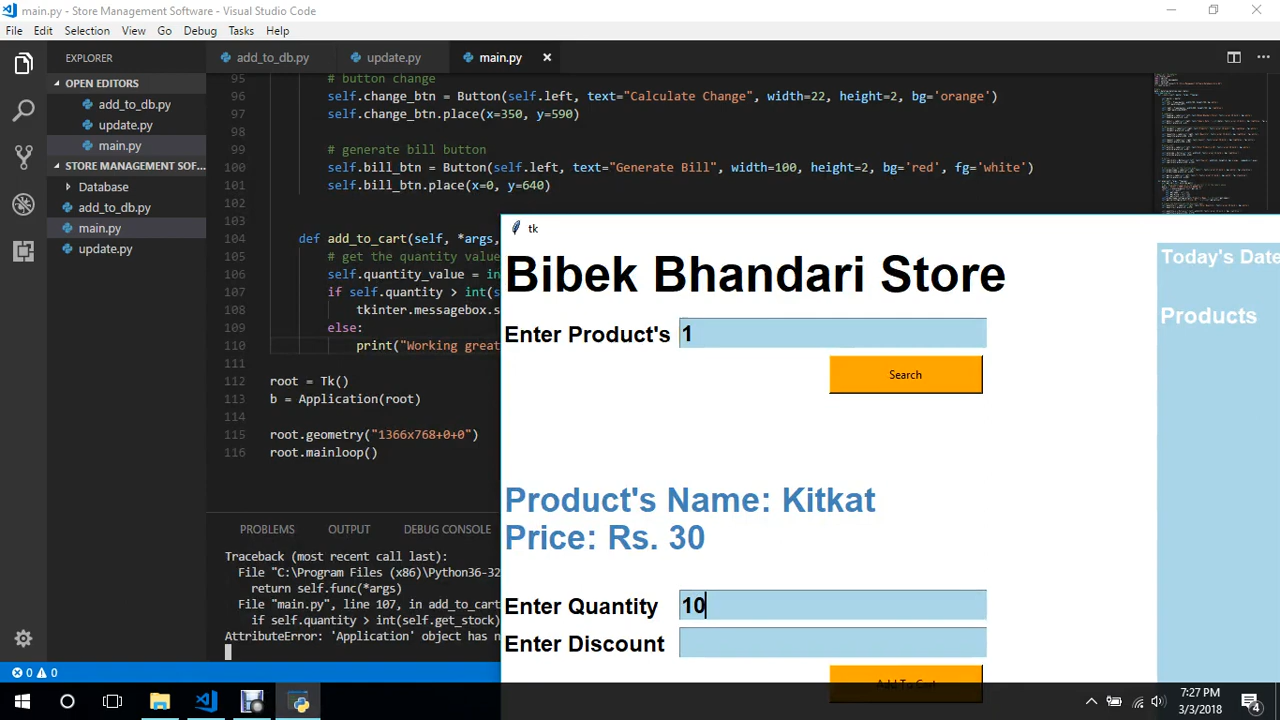 main.py - Store Management Software - Visual Studio Code
File Edit Selection View Go Debug Tasks Help
EXPLORER
add_to_db.py update.py main.py
OPEN EDITORS
add_to_db.py
update.py
main.py
STORE MANAGEMENT SOF...
Database
add_to_db.py
main.py
update.py
95 # button change
96 self.change_btn = Button(self.left, text="Calculate Change", width=22, height=2, bg='orange')
97 self.change_btn.place(x=350, y=590)
98
99 # generate bill button
100 self.bill_btn = Button(self.left, text="Generate Bill", width=100, height=2, bg='red', fg='white')
101 self.bill_btn.place(x=0, y=640)
102
103
104 def add_to_cart(self, *args,
105 # get the quantity value
106 self.quantity_value = in
107 if self.quantity > int(s
108 tkinter.messagebox.s
109 else:
110 print("Working great
111
112 root = Tk()
113 b = Application(root)
114
115 root.geometry("1366x768+0+0")
116 root.mainloop()
PROBLEMS OUTPUT DEBUG CONSOLE
Traceback (most recent call last):
File "C:\Program Files (x86)\Python36-32
return self.func(*args)
File "main.py", line 107, in add_to_cart
if self.quantity > int(self.get_stock)
AttributeError: 'Application' object has n
0 0
tk
Bibek Bhandari Store
Enter Product's 1
Search
Product's Name: Kitkat
Price: Rs. 30
Enter Quantity 10
Enter Discount
Add To Cart
Today's Date
Products
7:27 PM
3/3/2018
4